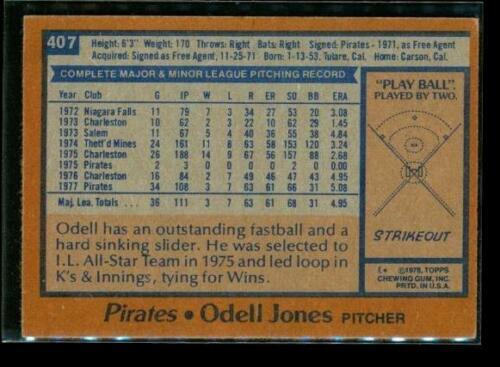 407
Height: 6'3" Weight: 170 Throws: Right Bats: Right Signed: Pirates - 1971, as Free Agent
Acquired: Signed as Free Agent, 11-25-71 Born: 1-13-53, Tulare, Cal. Home: Carson, Cal.
COMPLETE MAJOR & MINOR LEAGUE PITCHING RECORD
Year Club G IP W L R ER SO BB ERA
1972 Niagara Falls 11 79 7 3 34 27 53 20 3.08
1973 Charleston 10 62 2 3 29 10 29 22 1.45
1973 Salem 11 67 5 4 40 36 55 38 4.84
1974 Thetf'd Mines 24 161 11 8 63 58 153 120 3.24
1975 Charleston 26 188 14 9 66 56 157 88 2.68
1975 Pirates 2 3 0 0 0 0 2 0 0.00
1976 Charleston 16 84 2 7 49 46 47 43 4.93
1977 Pirates 34 108 3 7 63 61 66 31 5.08
Maj. Lea. Totals . . . . 36 111 3 7 63 61 68 31 4.95
"PLAY BALL"
PLAYED BY TWO.
STRIKEOUT
Odell has an outstanding fastball and a
hard sinking slider. He was selected to
I.L. All-Star Team in 1975 and led loop in
K's & Innings, tying for Wins.
©1978, TOPPS
CHEWING GUM, INC.
PRTD. IN U.S.A.
Pirates • Odell Jones PITCHER